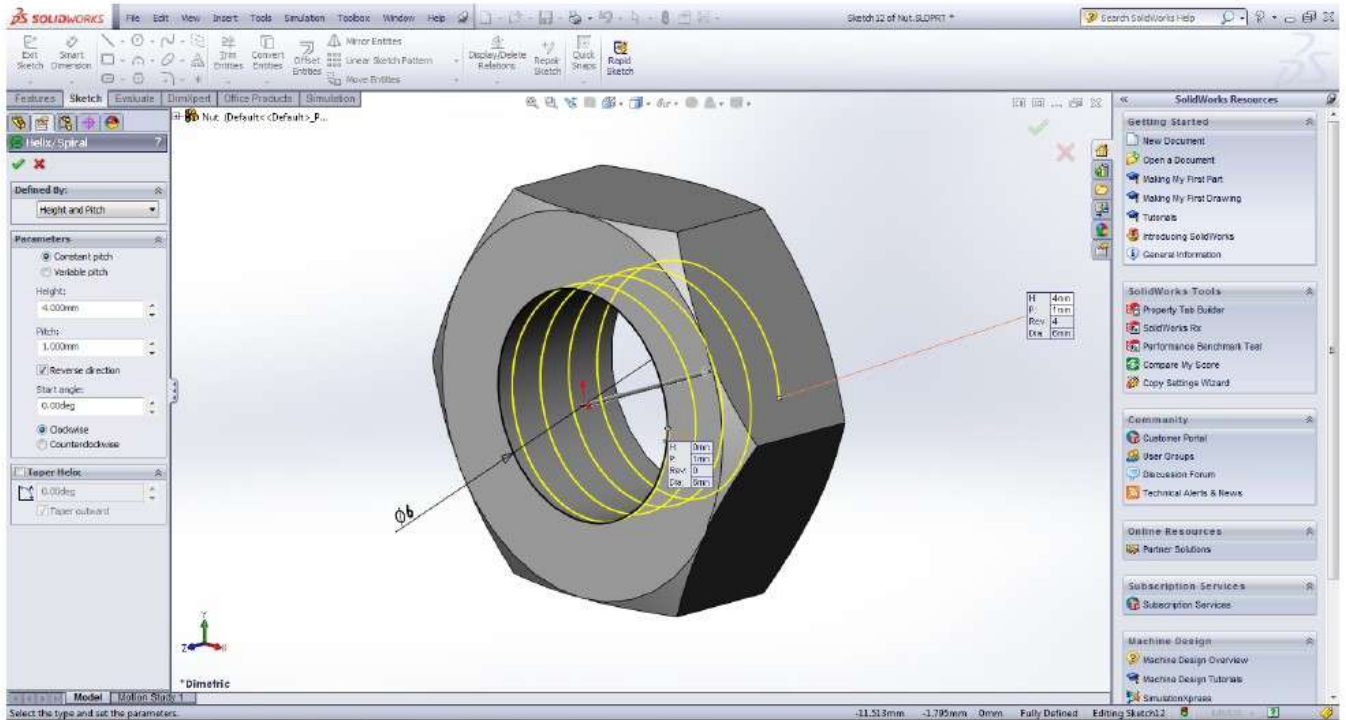 SOLIDWORKS
File Edit View Insert Tools Simulation Toolbox Window Help
Sketch 12 of Nut.SLDPRT *
Search SolidWorks Help
Exit Sketch
Smart Dimension
Trim Entities
Convert Entities
Offset Entities
Mirror Entities
Linear Sketch Pattern
Move Entities
Display/Delete Relations
Repair Sketch
Quick Snaps
Rapid Sketch
Features Sketch Evaluate DimXpert Office Products Simulation
Nut (Default<<Default>_P...
Helix/Spiral ?
Defined By:
Height and Pitch
Parameters
Constant pitch
Variable pitch
Height:
4.000mm
Pitch:
1.000mm
Reverse direction
Start angle:
0.00deg
Clockwise
Counterclockwise
Taper Helix
0.00deg
Taper outward
H: 4mm
P: 1mm
Rev: 4
Dia: 6mm
H: 0mm
P: 1mm
Rev: 0
Dia: 6mm
Φ6
Y
Z
*Dimetric
SolidWorks Resources
Getting Started
New Document
Open a Document
Making My First Part
Making My First Drawing
Tutorials
Introducing SolidWorks
General Information
SolidWorks Tools
Property Tab Builder
SolidWorks Rx
Performance Benchmark Test
Compare My Score
Copy Settings Wizard
Community
Customer Portal
User Groups
Discussion Forum
Technical Alerts & News
Online Resources
Partner Solutions
Subscription Services
Subscription Services
Machine Design
Machine Design Overview
Machine Design Tutorials
SimulationXpress
Model Motion Study 1
Select the type and set the parameters.
-11.513mm -1.795mm 0mm Fully Defined Editing Sketch12